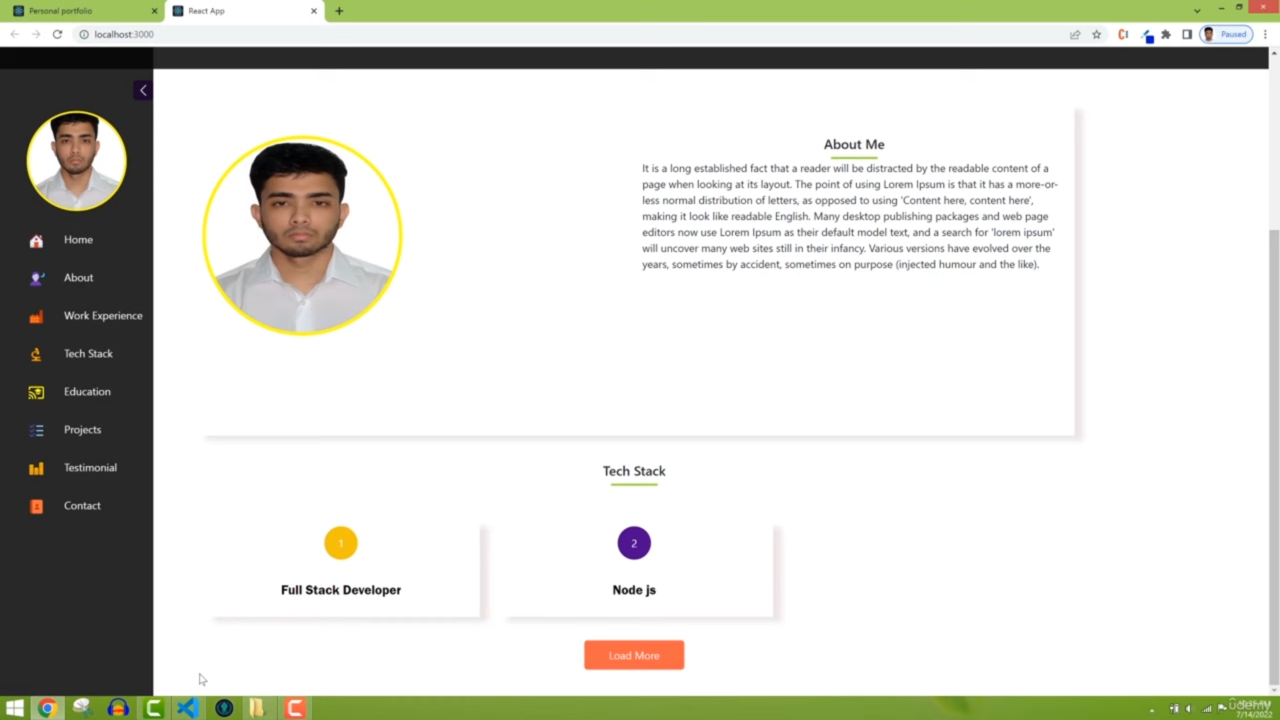 Personal portfolio
React App
localhost:3000
Paused
Home
About
Work Experience
Tech Stack
Education
Projects
Testimonial
Contact
About Me
It is a long established fact that a reader will be distracted by the readable content of a
page when looking at its layout. The point of using Lorem Ipsum is that it has a more-or-
less normal distribution of letters, as opposed to using 'Content here, content here',
making it look like readable English. Many desktop publishing packages and web page
editors now use Lorem Ipsum as their default model text, and a search for 'lorem ipsum'
will uncover many web sites still in their infancy. Various versions have evolved over the
years, sometimes by accident, sometimes on purpose (injected humour and the like).
Tech Stack
1
Full Stack Developer
2
Node js
Load More
udemy
7/14/2022